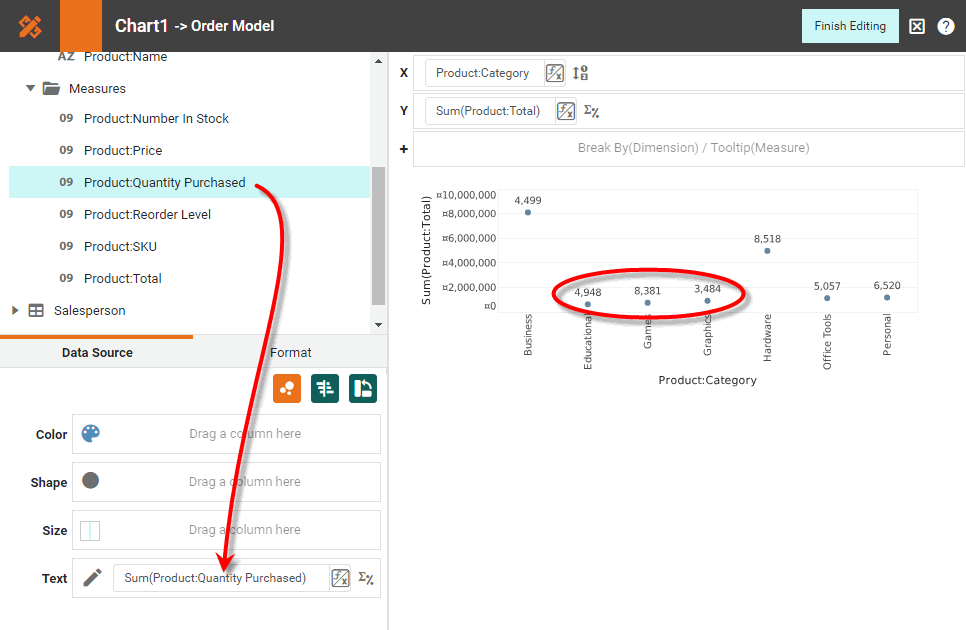 Chart1 -> Order Model
Finish Editing
?
AZ Product:Name
Measures
09 Product:Number In Stock
09 Product:Price
09 Product:Quantity Purchased
09 Product:Reorder Level
09 Product:SKU
09 Product:Total
Salesperson
Data Source
Format
Color
Drag a column here
Shape
Drag a column here
Size
Drag a column here
Text
Sum(Product:Quantity Purchased)
X
Product:Category
Y
Sum(Product:Total)
+
Break By(Dimension) / Tooltip(Measure)
Sum(Product:Total)
¤10,000,000
¤8,000,000
¤6,000,000
¤4,000,000
¤2,000,000
¤0
4,499
4,948
8,381
3,484
8,518
5,057
6,520
Business
Educational
Games
Graphics
Hardware
Office Tools
Personal
Product:Category